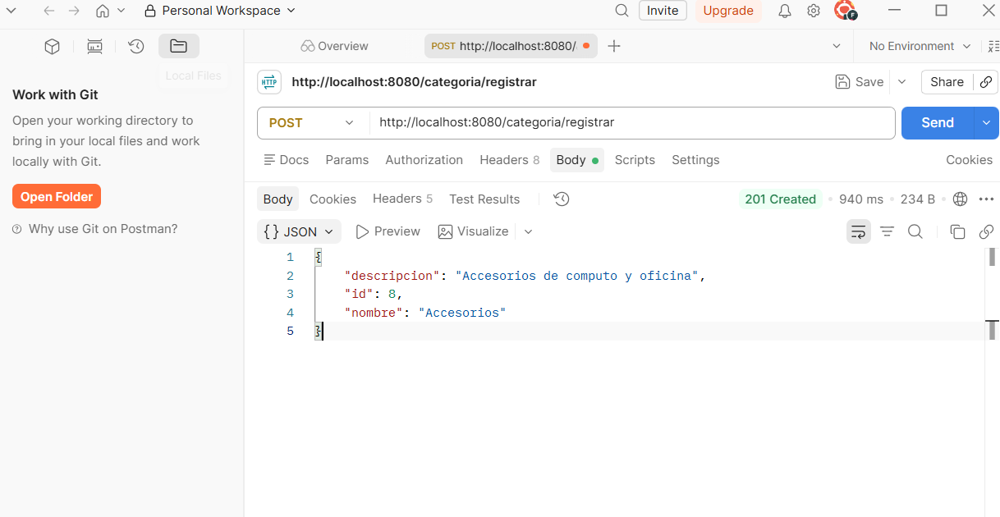 Personal Workspace
Invite
Upgrade
Local Files
Work with Git
Open your working directory to
bring in your local files and work
locally with Git.
Open Folder
Why use Git on Postman?
Overview
POST http://localhost:8080/
No Environment
HTTP
http://localhost:8080/categoria/registrar
Save
Share
POST
http://localhost:8080/categoria/registrar
Send
Docs
Params
Authorization
Headers 8
Body
Scripts
Settings
Cookies
Body
Cookies
Headers 5
Test Results
201 Created
940 ms
234 B
{} JSON
Preview
Visualize
1 {
2 "descripcion": "Accesorios de computo y oficina",
3 "id": 8,
4 "nombre": "Accesorios"
5 }